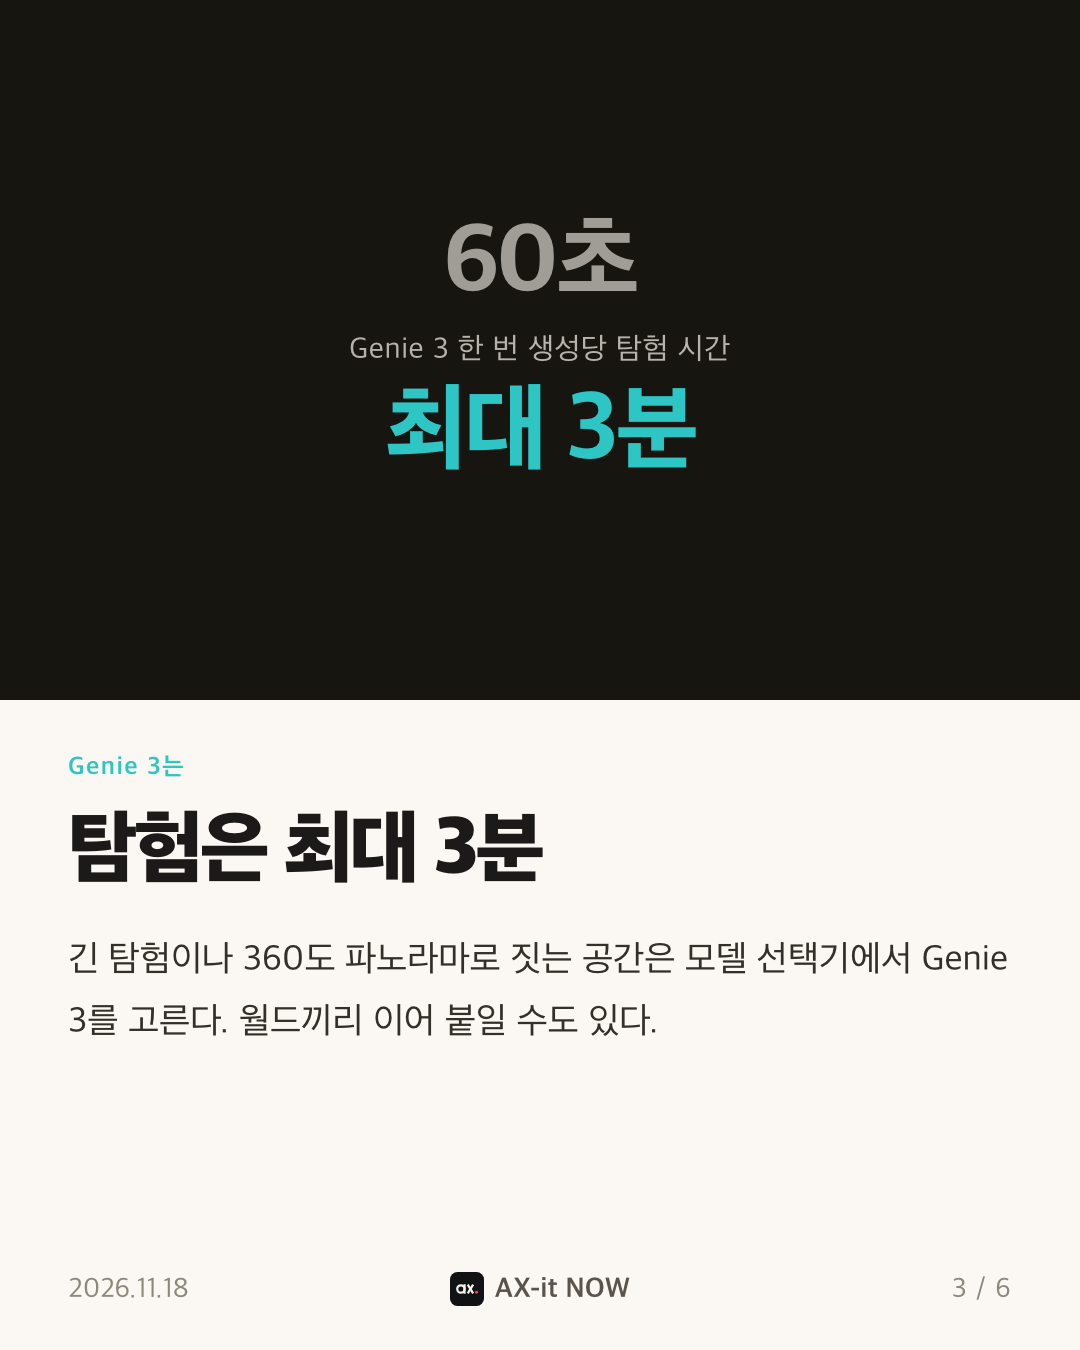 60초
Genie 3 한 번 생성당 탐험 시간
최대 3분
Genie 3는
탐험은 최대 3분
긴 탐험이나 360도 파노라마로 짓는 공간은 모델 선택기에서 Genie
3를 고른다. 월드끼리 이어 붙일 수도 있다.
2026.11.18
ax.
AX-it NOW
3 / 6